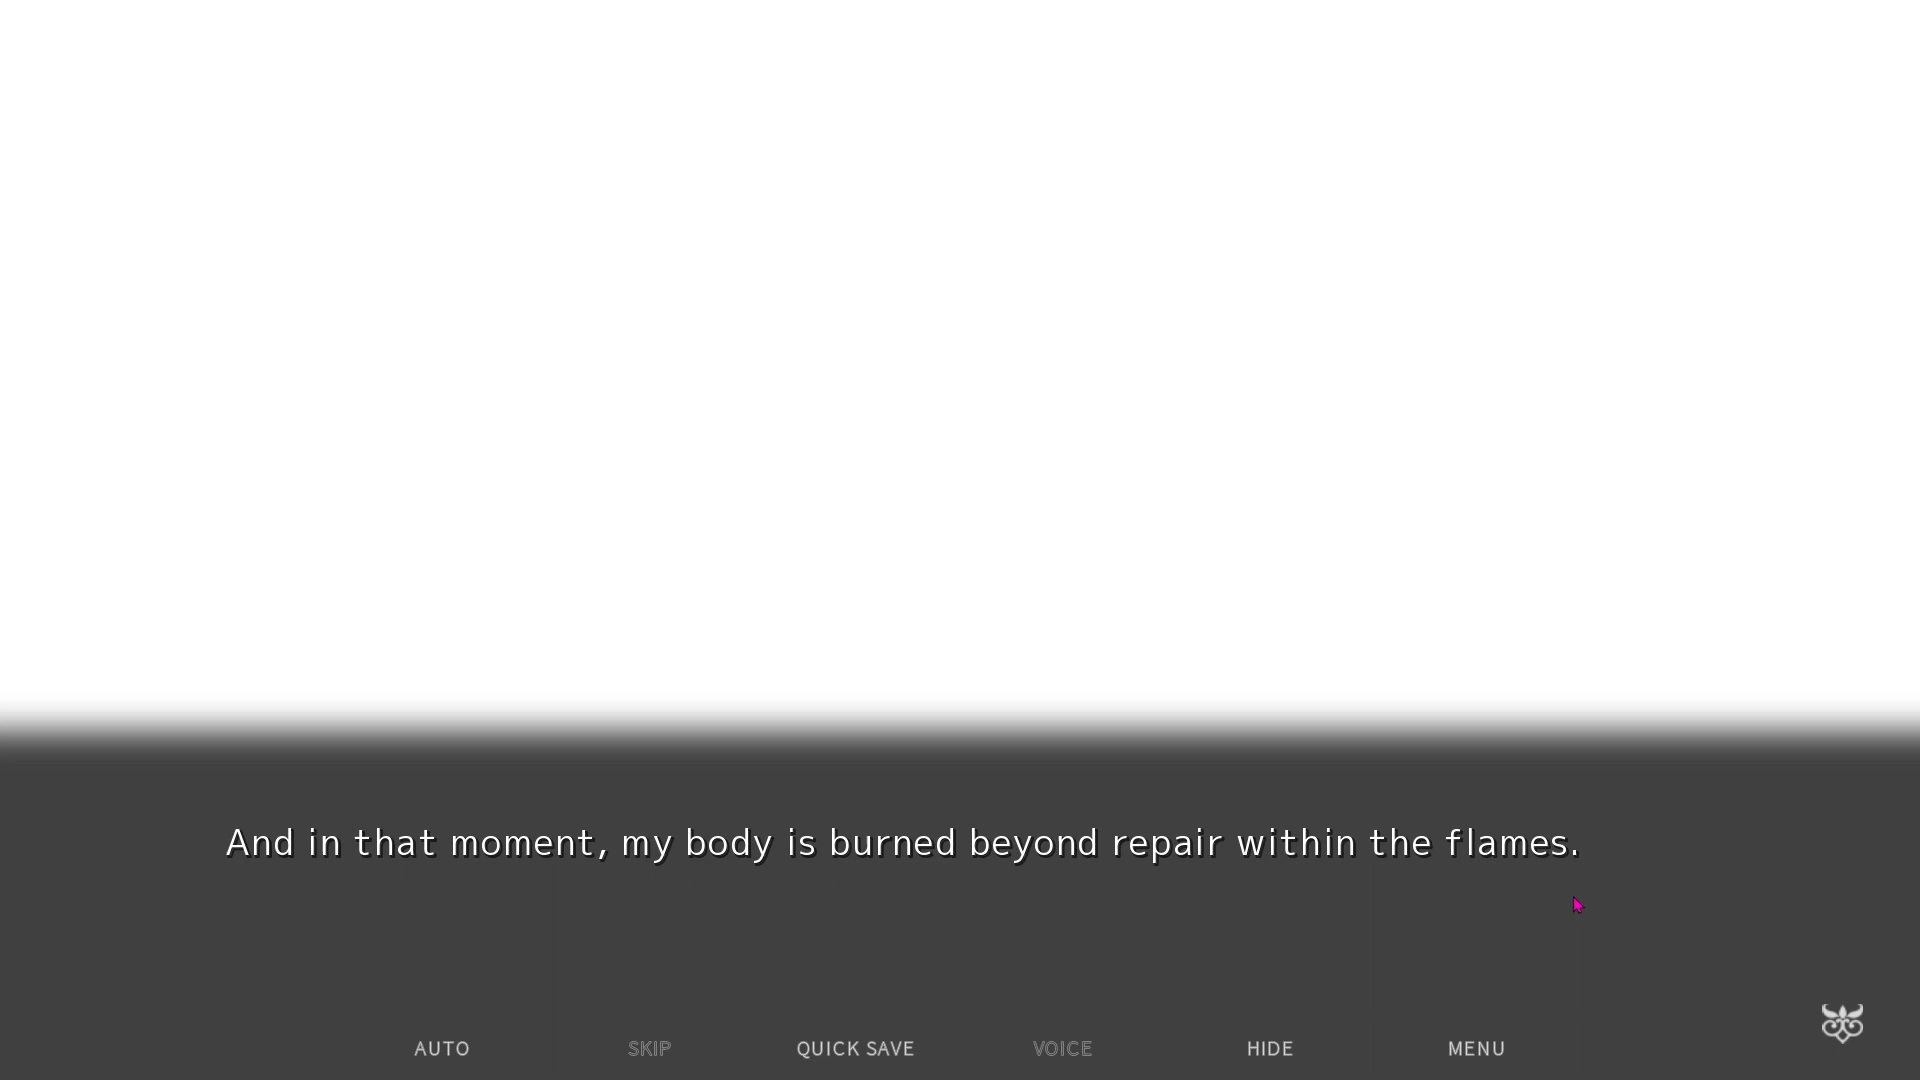 And in that moment, my body is burned beyond repair within the flames.
AUTO SKIP QUICK SAVE VOICE HIDE MENU